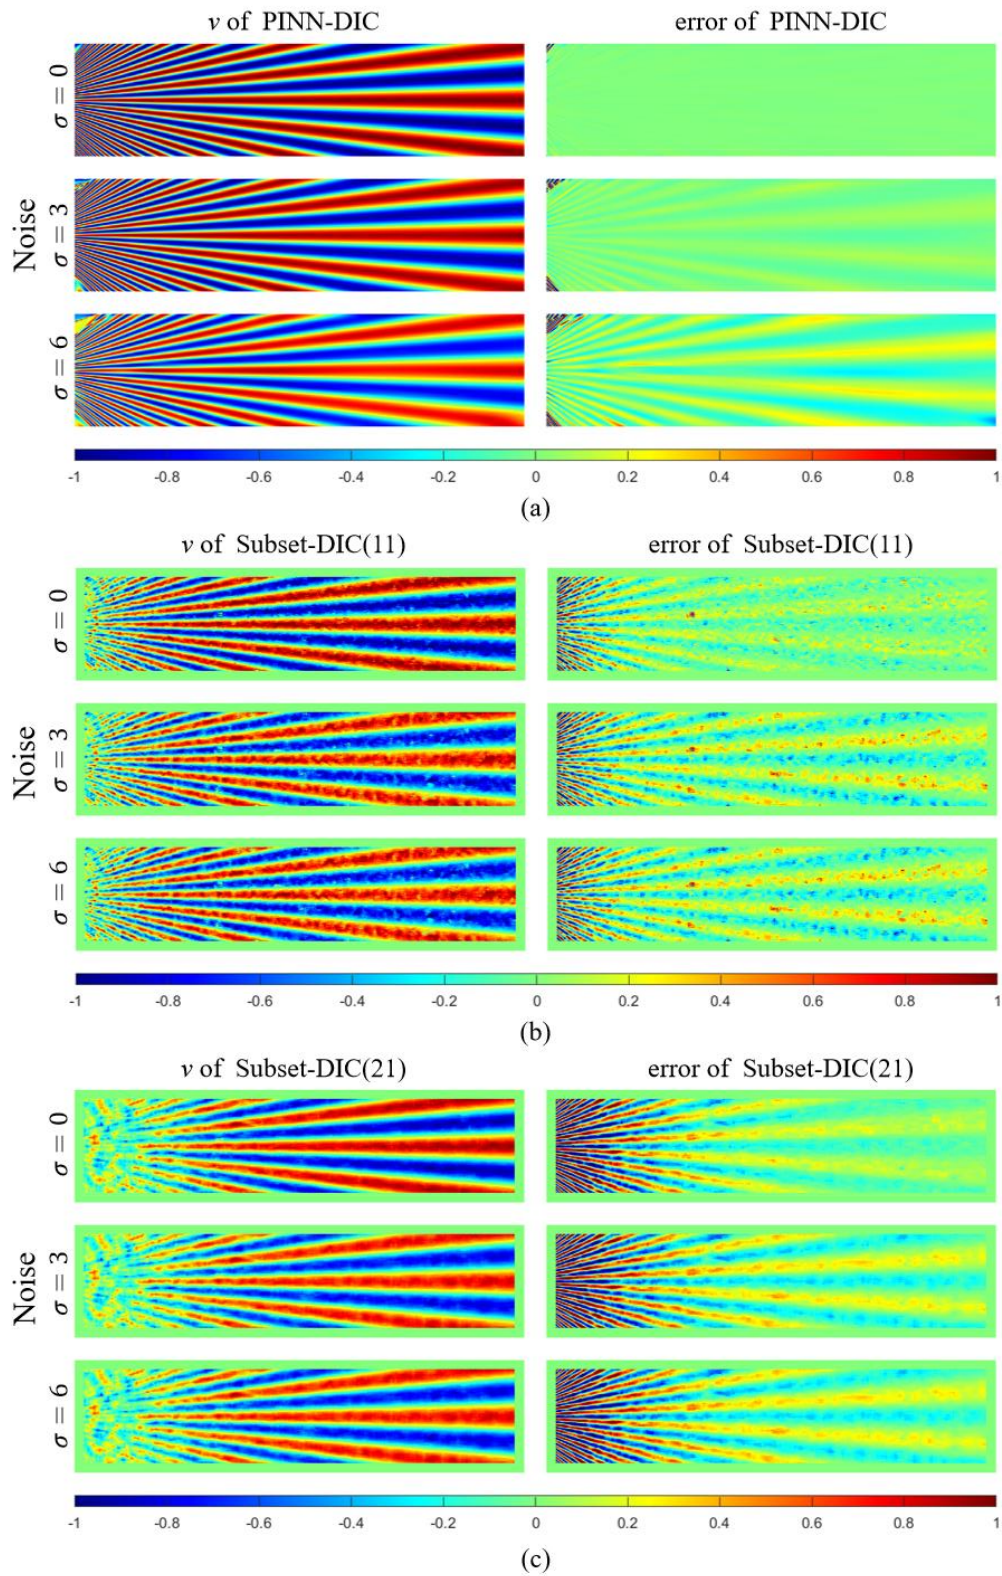 v of PINN-DIC error of PINN-DIC
σ = 0
Noise
σ = 3
σ = 6
-1 -0.8 -0.6 -0.4 -0.2 0 0.2 0.4 0.6 0.8 1
(a)
v of Subset-DIC(11) error of Subset-DIC(11)
σ = 0
Noise
σ = 3
σ = 6
-1 -0.8 -0.6 -0.4 -0.2 0 0.2 0.4 0.6 0.8 1
(b)
v of Subset-DIC(21) error of Subset-DIC(21)
σ = 0
Noise
σ = 3
σ = 6
-1 -0.8 -0.6 -0.4 -0.2 0 0.2 0.4 0.6 0.8 1
(c)